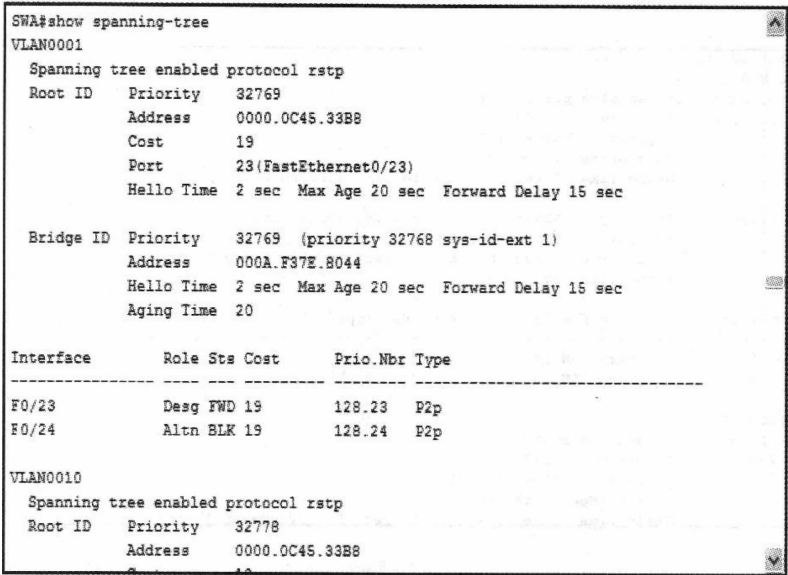 SWA#show spanning-tree
VLAN0001
Spanning tree enabled protocol rstp
Root ID Priority 32769
Address 0000.0C45.33B8
Cost 19
Port 23(FastEthernet0/23)
Hello Time 2 sec Max Age 20 sec Forward Delay 15 sec
Bridge ID Priority 32769 (priority 32768 sys-id-ext 1)
Address 000A.F37E.8044
Hello Time 2 sec Max Age 20 sec Forward Delay 15 sec
Aging Time 20
Interface Role Sts Cost Prio.Nbr Type
---------------- ---- --- --------- -------- --------------------------------
F0/23 Desg FWD 19 128.23 P2p
F0/24 Altn BLK 19 128.24 P2p
VLAN0010
Spanning tree enabled protocol rstp
Root ID Priority 32778
Address 0000.0C45.33B8